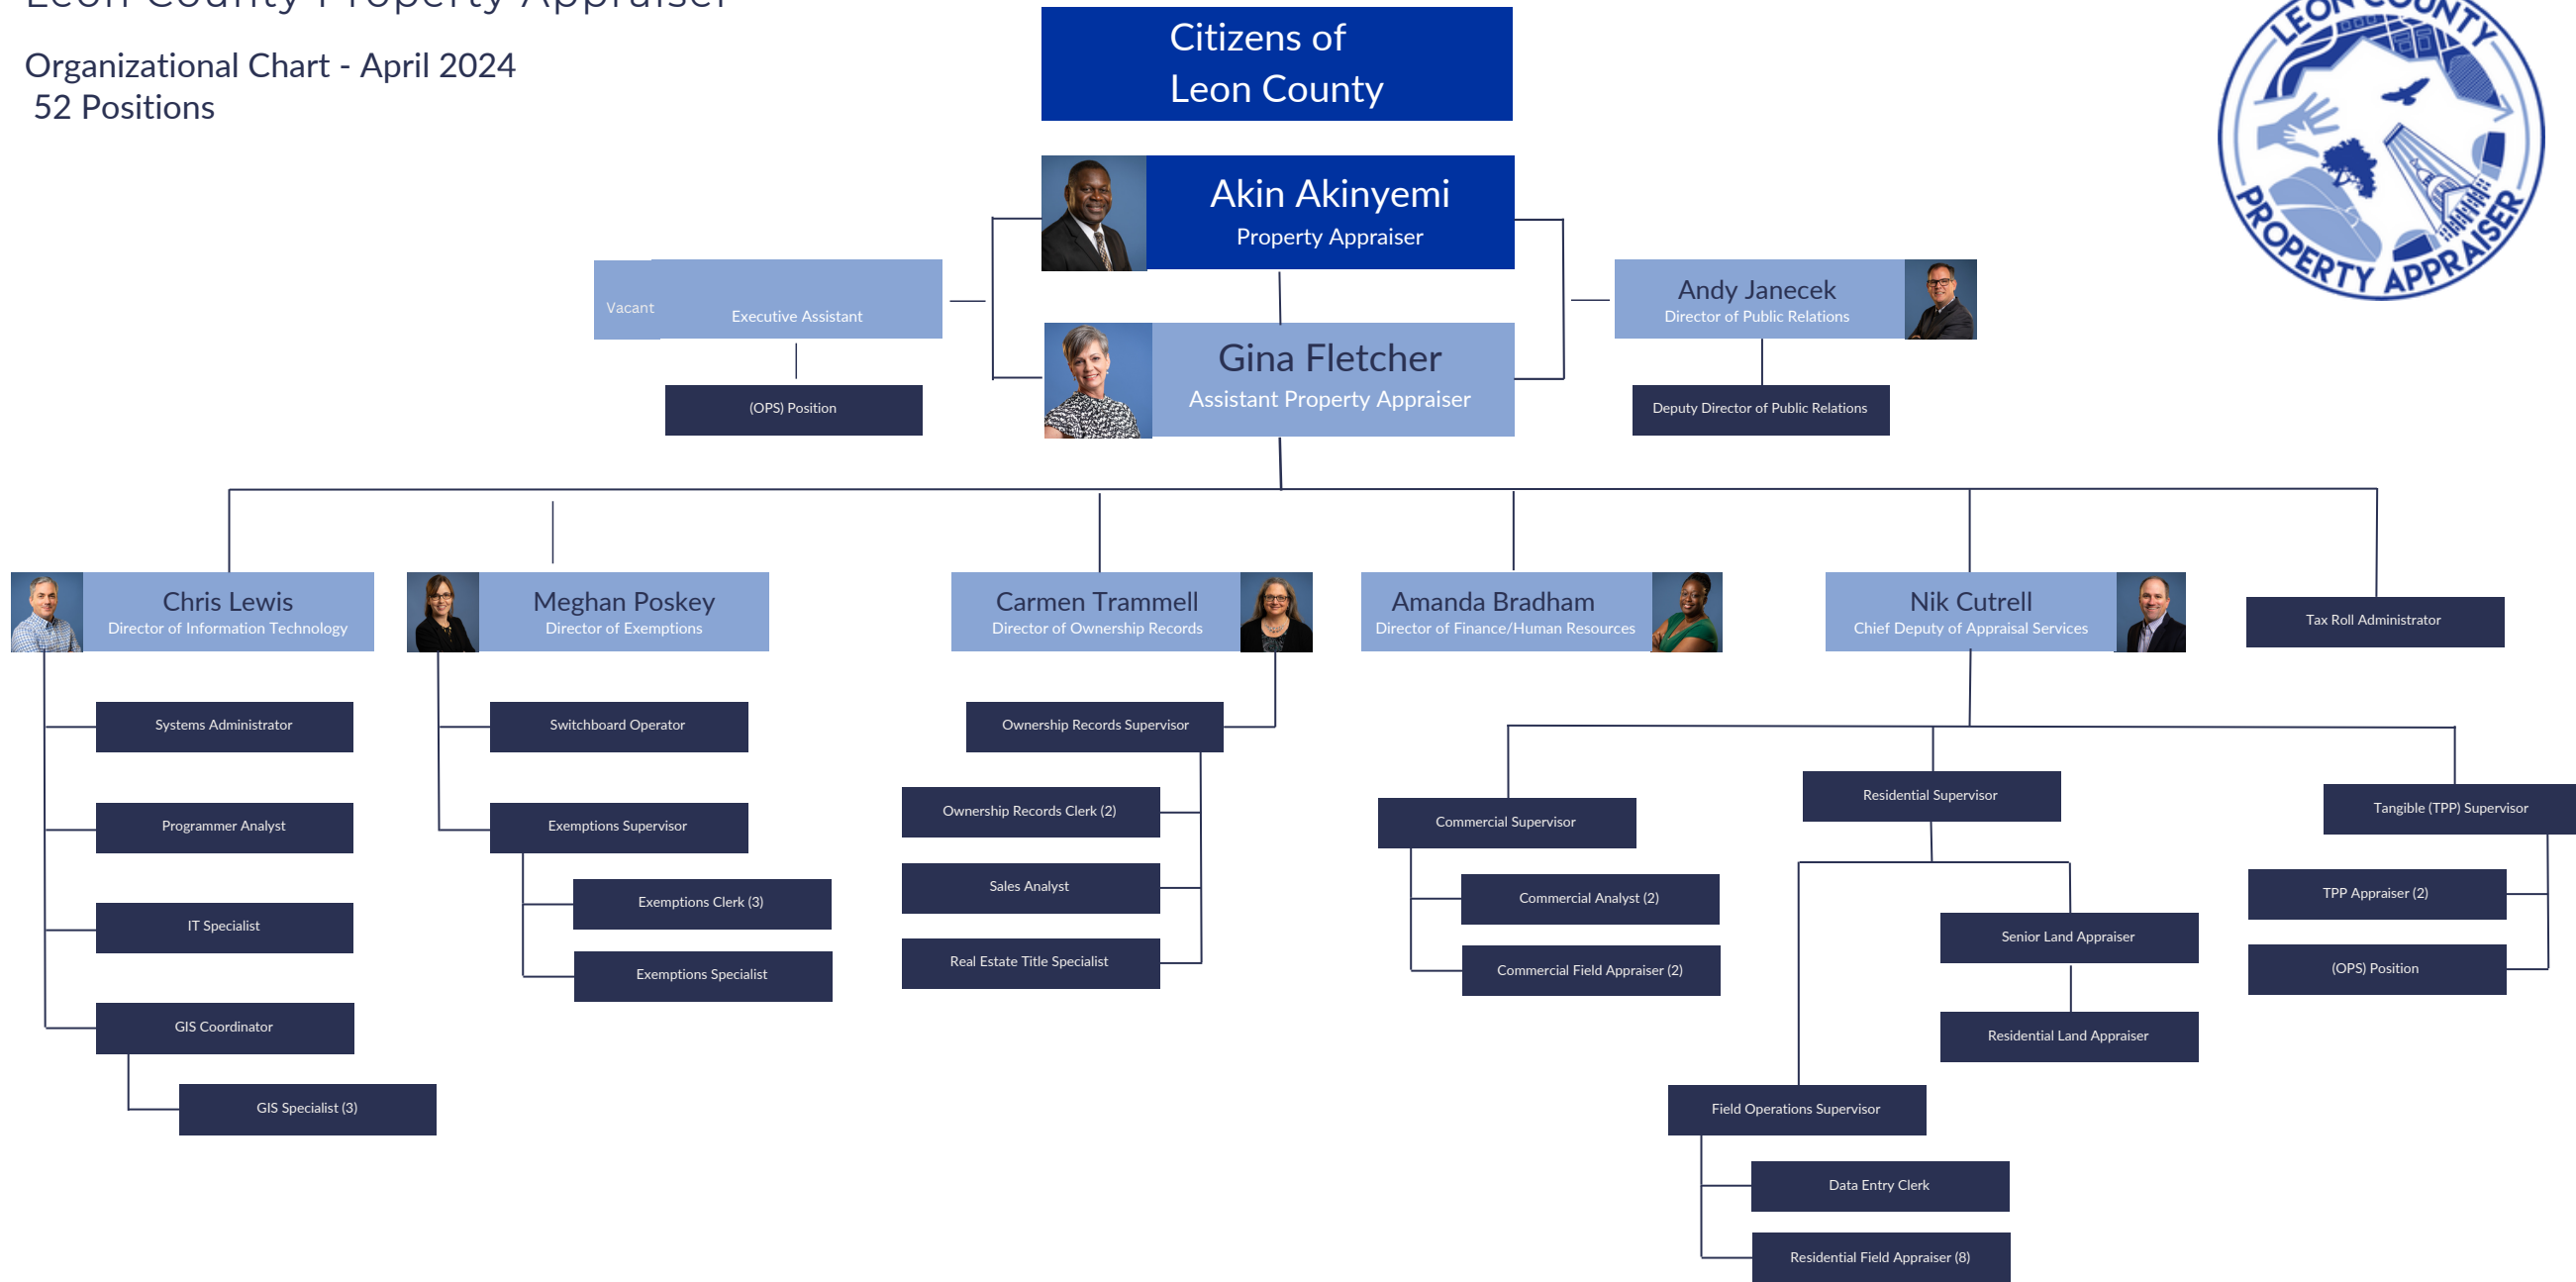 Leon County Property Appraiser
Organizational Chart - April 2024
52 Positions
Citizens of
Leon County
LEON COUNTY
PROPERTY APPRAISER
Akin Akinyemi
Property Appraiser
Vacant
Executive Assistant
(OPS) Position
Gina Fletcher
Assistant Property Appraiser
Andy Janecek
Director of Public Relations
Deputy Director of Public Relations
Chris Lewis
Director of Information Technology
Systems Administrator
Programmer Analyst
IT Specialist
GIS Coordinator
GIS Specialist (3)
Meghan Poskey
Director of Exemptions
Switchboard Operator
Exemptions Supervisor
Exemptions Clerk (3)
Exemptions Specialist
Carmen Trammell
Director of Ownership Records
Ownership Records Supervisor
Ownership Records Clerk (2)
Sales Analyst
Real Estate Title Specialist
Amanda Bradham
Director of Finance/Human Resources
Nik Cutrell
Chief Deputy of Appraisal Services
Commercial Supervisor
Commercial Analyst (2)
Commercial Field Appraiser (2)
Residential Supervisor
Senior Land Appraiser
Residential Land Appraiser
Field Operations Supervisor
Data Entry Clerk
Residential Field Appraiser (8)
Tangible (TPP) Supervisor
TPP Appraiser (2)
(OPS) Position
Tax Roll Administrator